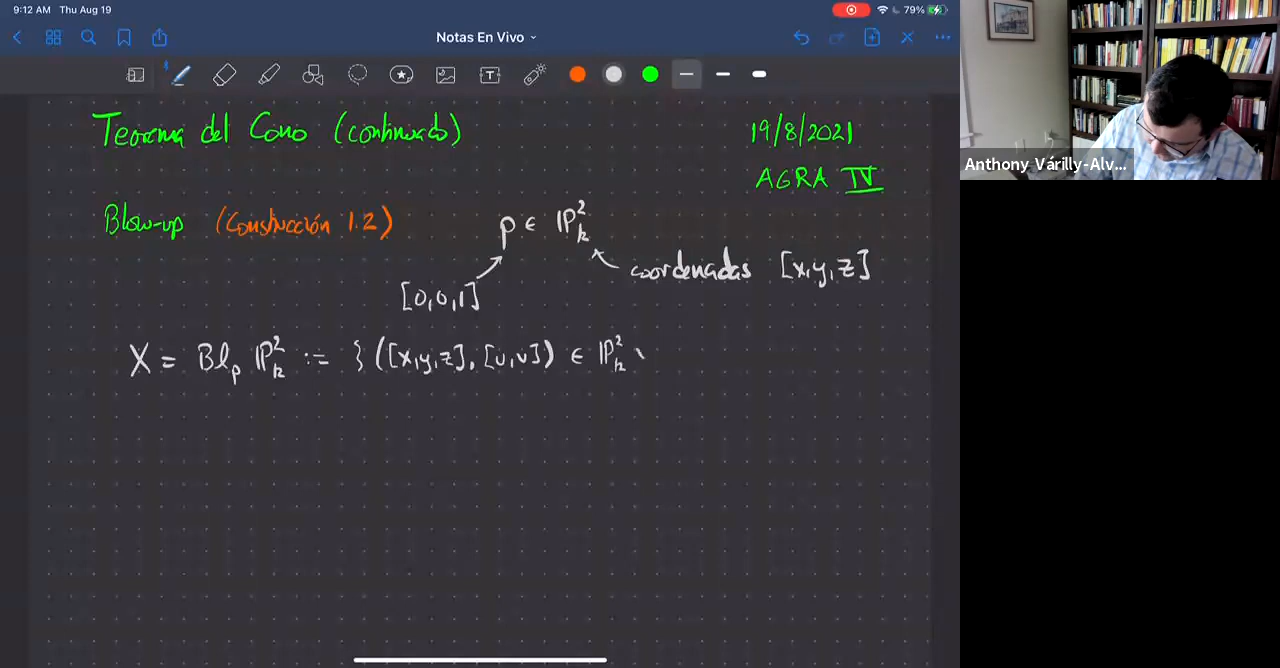 9:12 AM Thu Aug 19
79%
Notas En Vivo
Anthony Várilly-Alv...
Teorema del Cono (continuado)
19/8/2021
AGRA IV
Blow-up (Construcción 1.2)
p ∈ ℙ²ₖ
coordenadas [x,y,z]
[0,0,1]
X = Blₚ ℙ²ₖ := { ([x,y,z], [u,v]) ∈ ℙ²ₖ